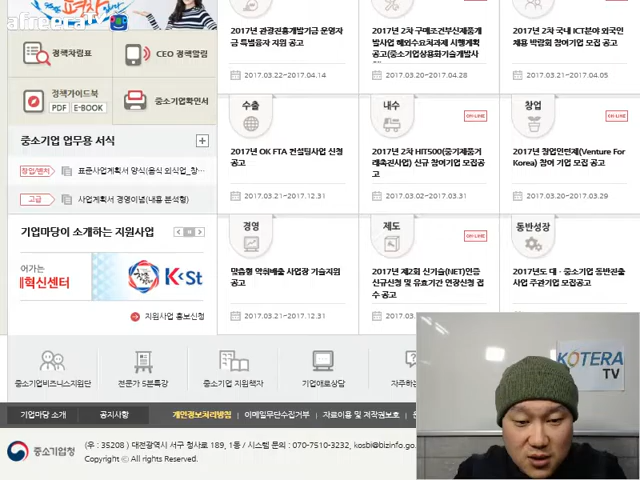 afreecaTV
2017년 관광진흥개발기금 운영자
금 특별융자 지원 공고
2017.03.22~2017.04.14
2017년 2차 구매조건부신제품개
발사업 해외수요처과제 시행계획
공고(중소기업상용화기술개발사
2017.03.20~2017.04.28
2017년 2차 국내 ICT분야 외국인
채용 박람회 참여기업 모집 공고
2017.03.21~2017.04.05
정책차림표
CEO 정책알림
정책가이드북
PDF E-BOOK
중소기업확인서
중소기업 업무용 서식
창업/벤처 표준사업계획서 양식(음식 외식업_창…
고급 사업계획서 경영이념(내용 분석형)
기업마당이 소개하는 지원사업
어가는
혁신센터
K-St
지원사업 홍보신청
수출
2017년 OK FTA 컨설팅사업 신청
공고
2017.03.21~2017.12.31
내수
ON-LINE
2017년 2차 HIT500(중기제품거
래촉진사업) 신규 참여기업 모집공
고
2017.03.02~2017.03.31
창업
ON-LINE
2017년 창업인턴제(Venture For
Korea) 참여 기업 모집 공고
2017.03.20~2017.03.29
경영
맞춤형 악취배출 사업장 기술지원
공고
2017.03.21~2017.12.31
제도
ON-LINE
2017년 제2회 신기술(NET)인증
신규신청 및 유효기간 연장신청 접
수 공고
동반성장
2017년도 대ㆍ중소기업 동반진출
사업 주관기업 모집공고
중소기업비즈니스지원단
전문가 5분특강
중소기업 지원책자
기업애로상담
자주하는
KOTERA
TV
기업마당 소개
공지사항
개인정보처리방침 | 이메일무단수집거부 | 자료이용 및 저작권보호 |
중소기업청
(우 : 35208 ) 대전광역시 서구 청사로 189, 1동 / 시스템 문의 : 070-7510-3232, kosbi@bizinfo.go.
Copyright ⓒ All rights Reserved.